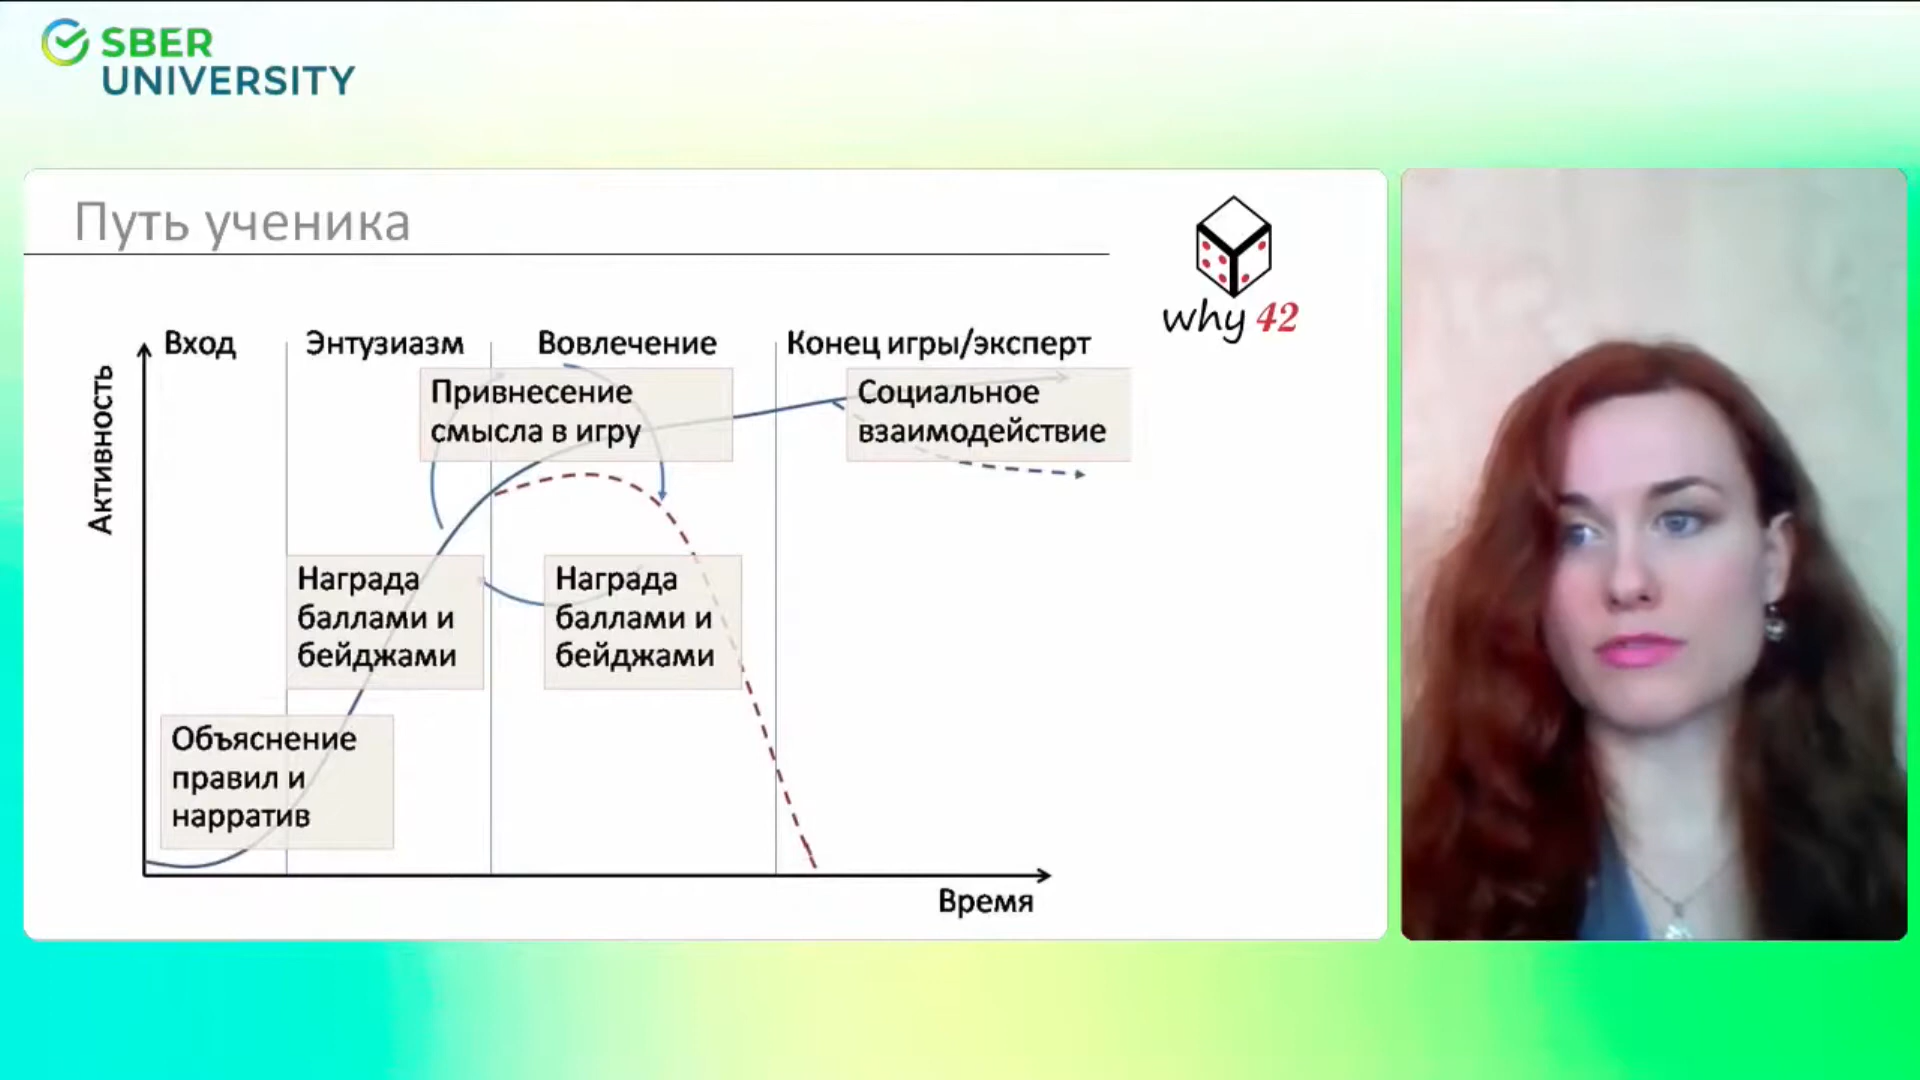 SBER
UNIVERSITY
Путь ученика
why 42
Вход
Энтузиазм
Вовлечение
Конец игры/эксперт
Активность
Привнесение
смысла в игру
Социальное
взаимодействие
Награда
баллами и
бейджами
Награда
баллами и
бейджами
Объяснение
правил и
нарратив
Время